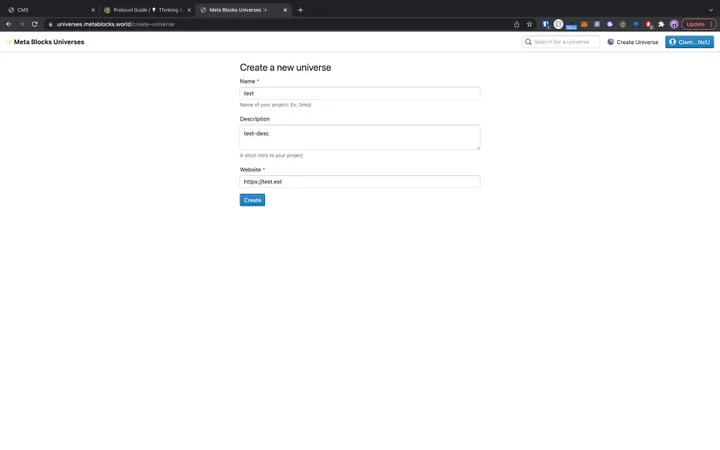 CMS
Protocol Guide / 💡 Thinking i
Meta Blocks Universes
universes.metablocks.world/create-universe
Update
Meta Blocks Universes
Search for a universe
Create Universe
Create a new universe
Name *
test
Name of your project: Ex: 3moji
Description
test-desc
A short intro to your project
Website *
https://test.est
Create